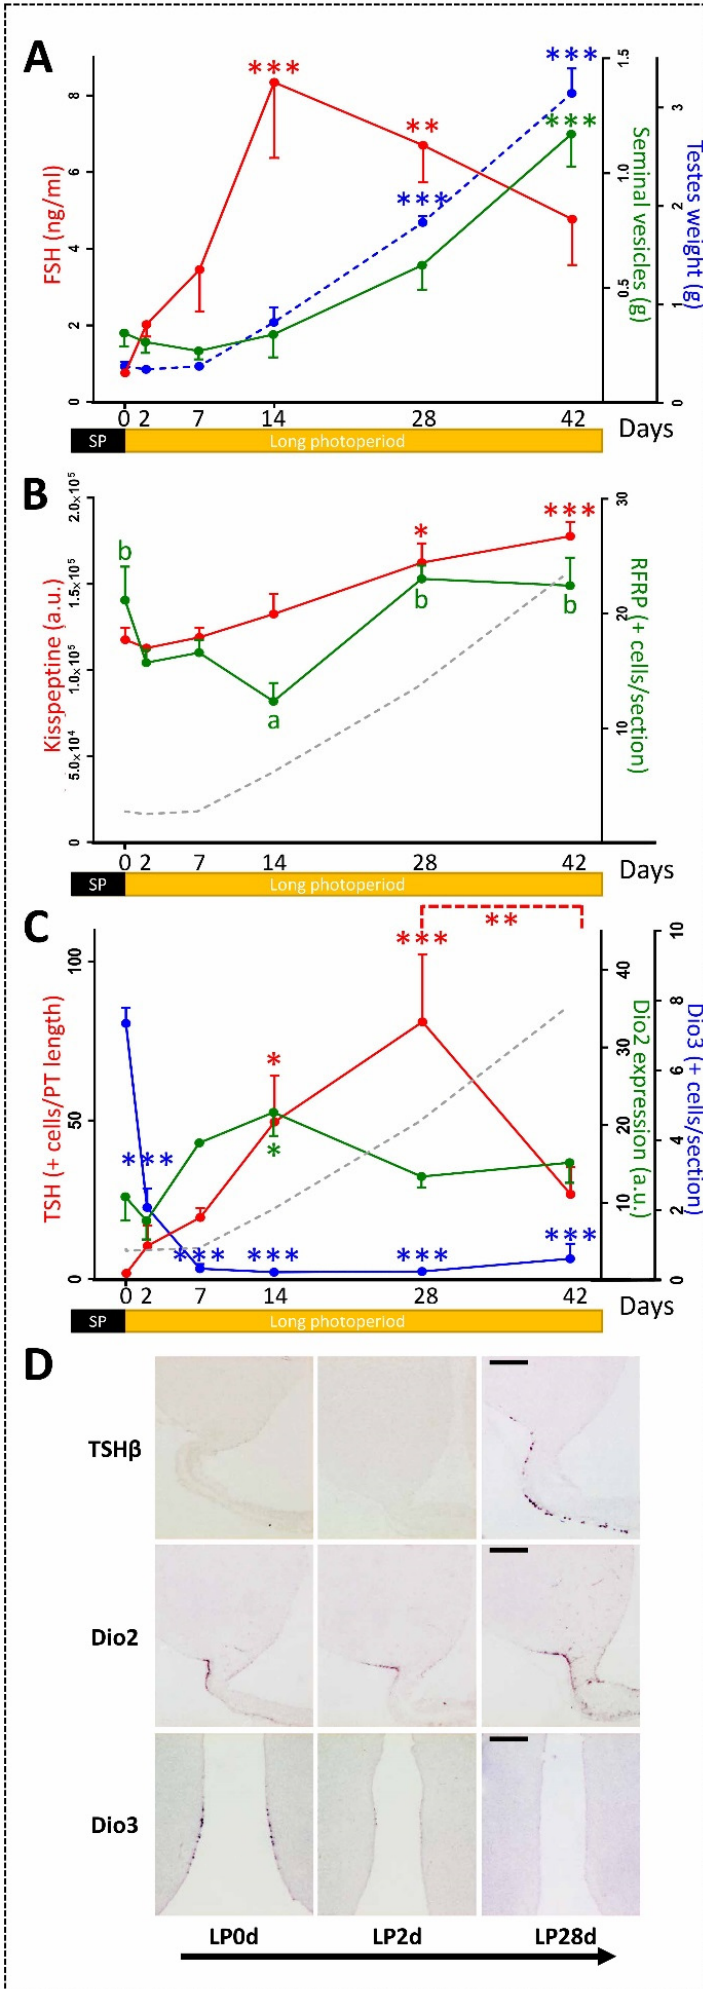 A
***
***
**
***
***
8
6
4
2
0
FSH (ng/ml)
1.5
1.0
0.5
Seminal vesicles (g)
3
2
1
0
Testes weight (g)
0 2 7 14 28 42 Days
SP Long photoperiod
B
2.0×10⁵
1.5×10⁵
1.0×10⁵
5.0×10⁴
0
Kisspeptine (a.u.)
b
*
***
b
b
a
30
20
10
RFRP (+ cells/section)
0 2 7 14 28 42 Days
SP Long photoperiod
C
**
***
*
***
*
*** *** *** ***
100
50
0
TSH (+ cells/PT length)
40
30
20
10
Dio2 expression (a.u.)
10
8
6
4
2
0
Dio3 (+ cells/section)
0 2 7 14 28 42 Days
SP Long photoperiod
D
TSHβ
Dio2
Dio3
LP0d LP2d LP28d